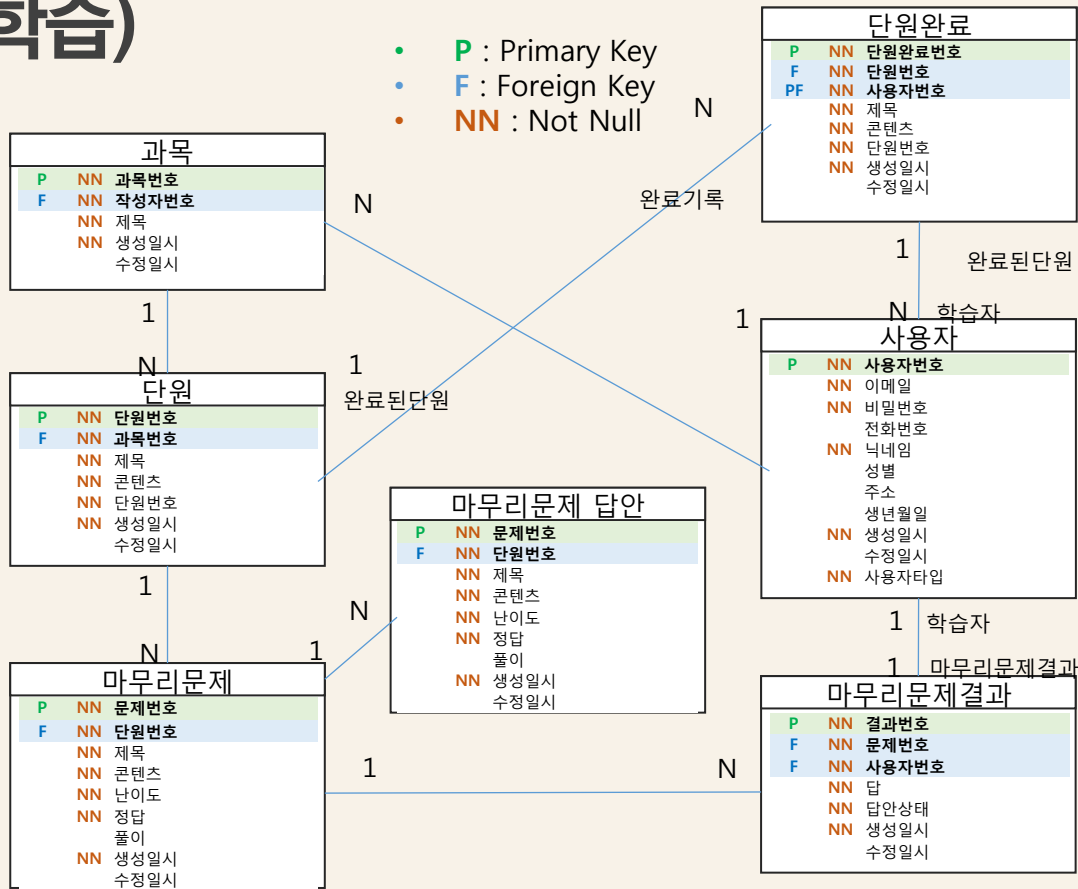 학습)
• P : Primary Key
• F : Foreign Key
• NN : Not Null
과목
P NN 과목번호
F NN 작성자번호
NN 제목
NN 생성일시
수정일시
1
N
단원
P NN 단원번호
F NN 과목번호
NN 제목
NN 콘텐츠
NN 단원번호
NN 생성일시
수정일시
1
N
마무리문제
P NN 문제번호
F NN 단원번호
NN 제목
NN 콘텐츠
NN 난이도
NN 정답
풀이
NN 생성일시
수정일시
N
1
완료된단원
N
1
마무리문제 답안
P NN 문제번호
F NN 단원번호
NN 제목
NN 콘텐츠
NN 난이도
NN 정답
풀이
NN 생성일시
수정일시
1
N
N
완료기록
1
단원완료
P NN 단원완료번호
F NN 단원번호
PF NN 사용자번호
NN 제목
NN 콘텐츠
NN 단원번호
NN 생성일시
수정일시
1
완료된단원
N 학습자
사용자
P NN 사용자번호
NN 이메일
NN 비밀번호
전화번호
NN 닉네임
성별
주소
생년월일
NN 생성일시
수정일시
NN 사용자타입
1 학습자
1 마무리문제결과
마무리문제결과
P NN 결과번호
F NN 문제번호
F NN 사용자번호
NN 답
NN 답안상태
NN 생성일시
수정일시